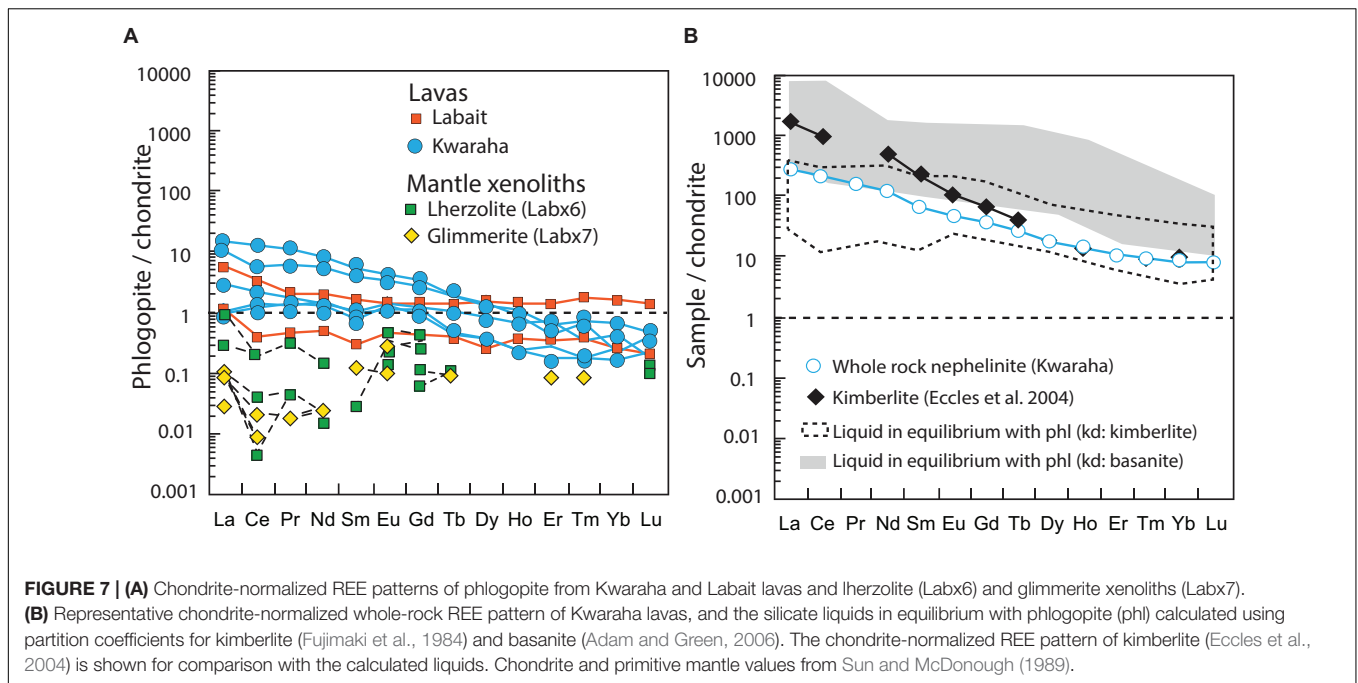 A
10000
1000
100
10
1
0.1
0.01
0.001
Phlogopite / chondrite
Lavas
Labait
Kwaraha
Mantle xenoliths
Lherzolite (Labx6)
Glimmerite (Labx7)
La Ce Pr Nd Sm Eu Gd Tb Dy Ho Er Tm Yb Lu
B
10000
1000
100
10
1
0.1
0.01
0.001
Sample / chondrite
Whole rock nephelinite (Kwaraha)
Kimberlite (Eccles et al. 2004)
Liquid in equilibrium with phl (kd: kimberlite)
Liquid in equilibrium with phl (kd: basanite)
La Ce Pr Nd Sm Eu Gd Tb Dy Ho Er Tm Yb Lu
FIGURE 7 | (A) Chondrite-normalized REE patterns of phlogopite from Kwaraha and Labait lavas and lherzolite (Labx6) and glimmerite xenoliths (Labx7).
(B) Representative chondrite-normalized whole-rock REE pattern of Kwaraha lavas, and the silicate liquids in equilibrium with phlogopite (phl) calculated using
partition coefficients for kimberlite (Fujimaki et al., 1984) and basanite (Adam and Green, 2006). The chondrite-normalized REE pattern of kimberlite (Eccles et al.,
2004) is shown for comparison with the calculated liquids. Chondrite and primitive mantle values from Sun and McDonough (1989).